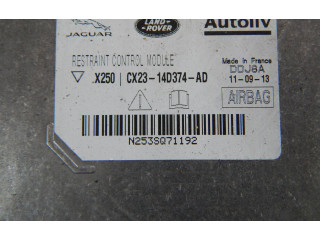 JAGUAR
LAND-
ROVER
Autoliv
RESTRAINT CONTROL MODULE
X250 CX23-14D374-AD
Made in France
DDJ6A
11-09-13
AIRBAG
N253SQ71192